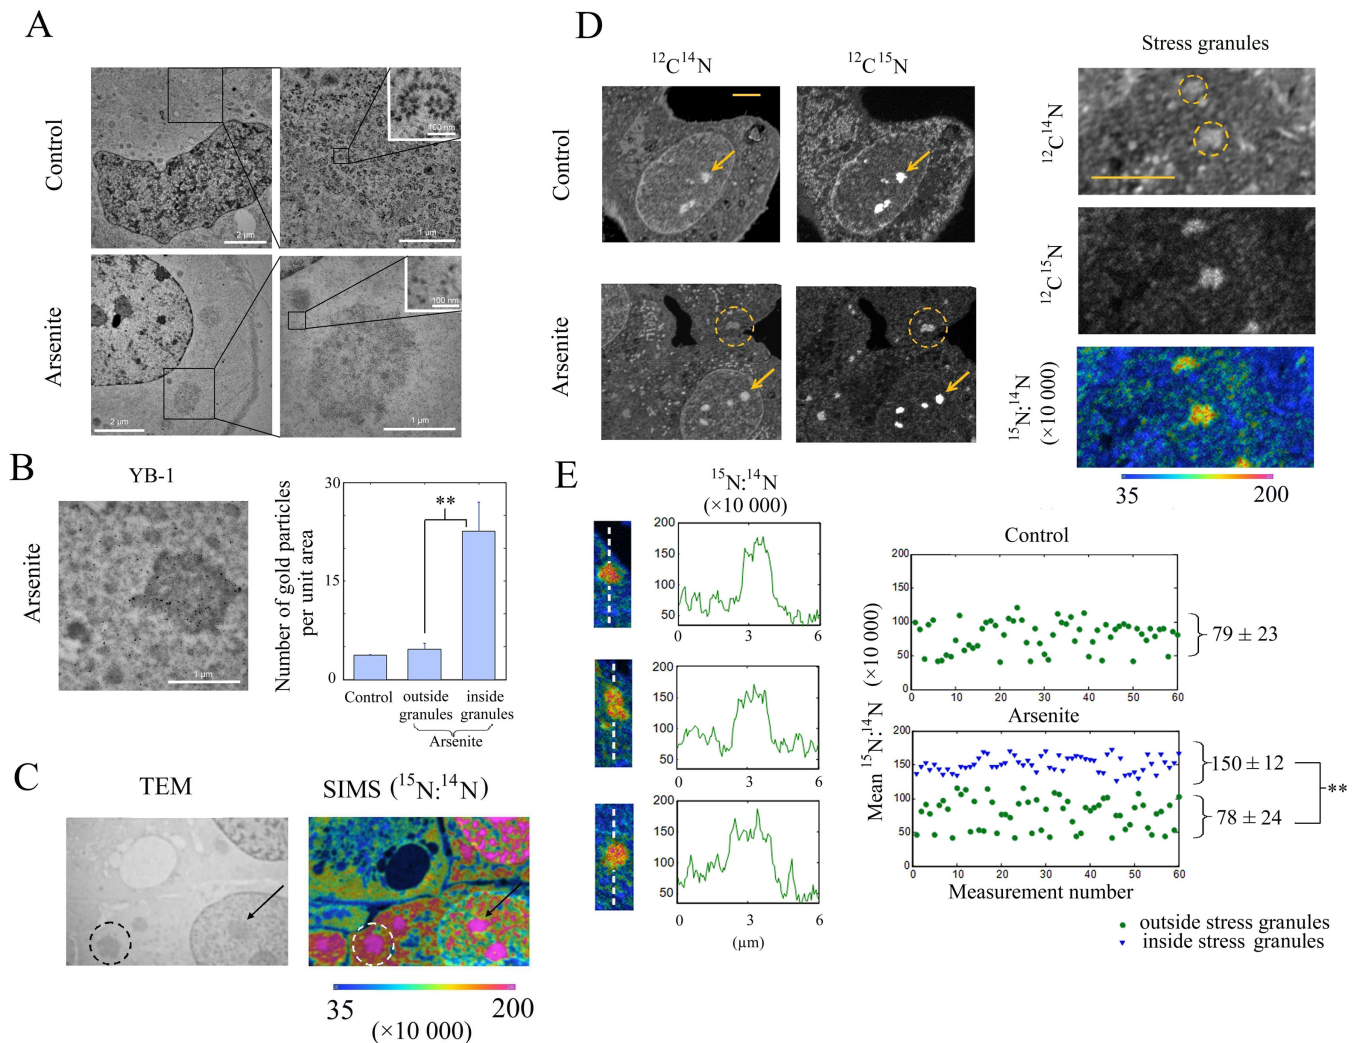 A
Control
100 nm
2 μm
1 μm
Arsenite
100 nm
2 μm
1 μm
B
YB-1
Arsenite
1 μm
Number of gold particles
per unit area
30
15
0
**
Control
outside
granules
inside
granules
Arsenite
C
TEM
SIMS (¹⁵N:¹⁴N)
35
200
(×10 000)
D
¹²C¹⁴N
¹²C¹⁵N
Control
Arsenite
Stress granules
¹²C¹⁴N
¹²C¹⁵N
¹⁵N:¹⁴N
(×10 000)
35
200
E
¹⁵N:¹⁴N
(×10 000)
200
150
100
50
0 3 6
200
150
100
50
0 3 6
200
150
100
50
0 3 6
(μm)
Mean ¹⁵N:¹⁴N (×10 000)
Control
200
150
100
50
0
0 10 20 30 40 50 60
79 ± 23
Arsenite
200
150
100
50
0
0 10 20 30 40 50 60
150 ± 12
78 ± 24
**
Measurement number
outside stress granules
inside stress granules